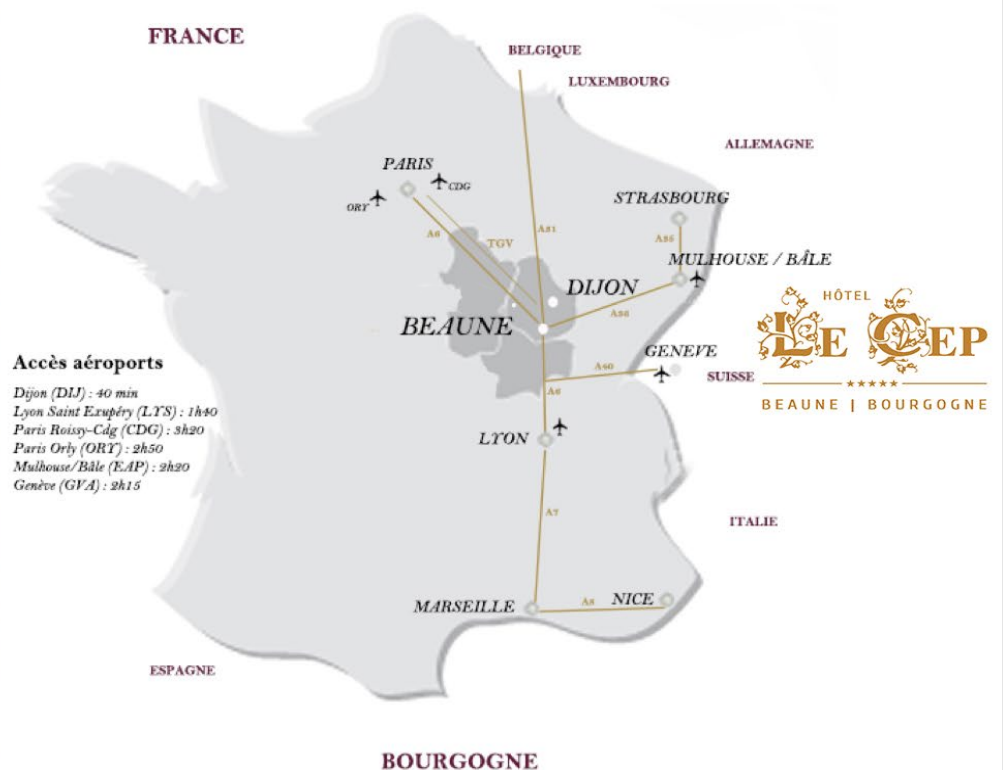 FRANCE
BELGIQUE
LUXEMBOURG
ALLEMAGNE
PARIS
CDG
ORY
STRASBOURG
A6
TGV
A31
A35
MULHOUSE / BÂLE
DIJON
A36
BEAUNE
HÔTEL
LE CEP
BEAUNE | BOURGOGNE
GENEVE
SUISSE
A40
A6
Accès aéroports
Dijon (DIJ) : 40 min
Lyon Saint Exupéry (LYS) : 1h40
Paris Roissy-Cdg (CDG) : 3h20
Paris Orly (ORY) : 2h50
Mulhouse/Bâle (EAP) : 2h20
Genève (GVA) : 2h15
LYON
A7
ITALIE
MARSEILLE
A8
NICE
ESPAGNE
BOURGOGNE